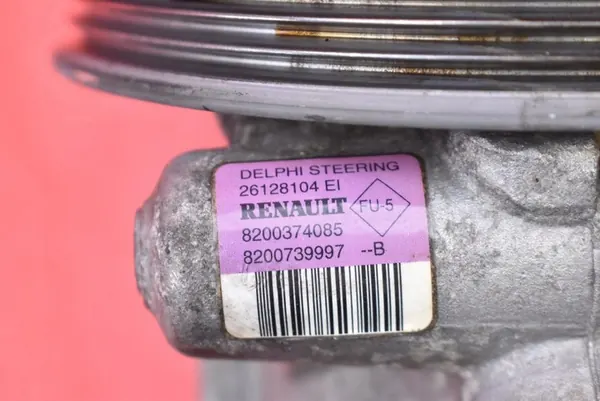 DELPHI STEERING
26128104 EI
RENAULT FU-5
8200374085
8200739997 --B